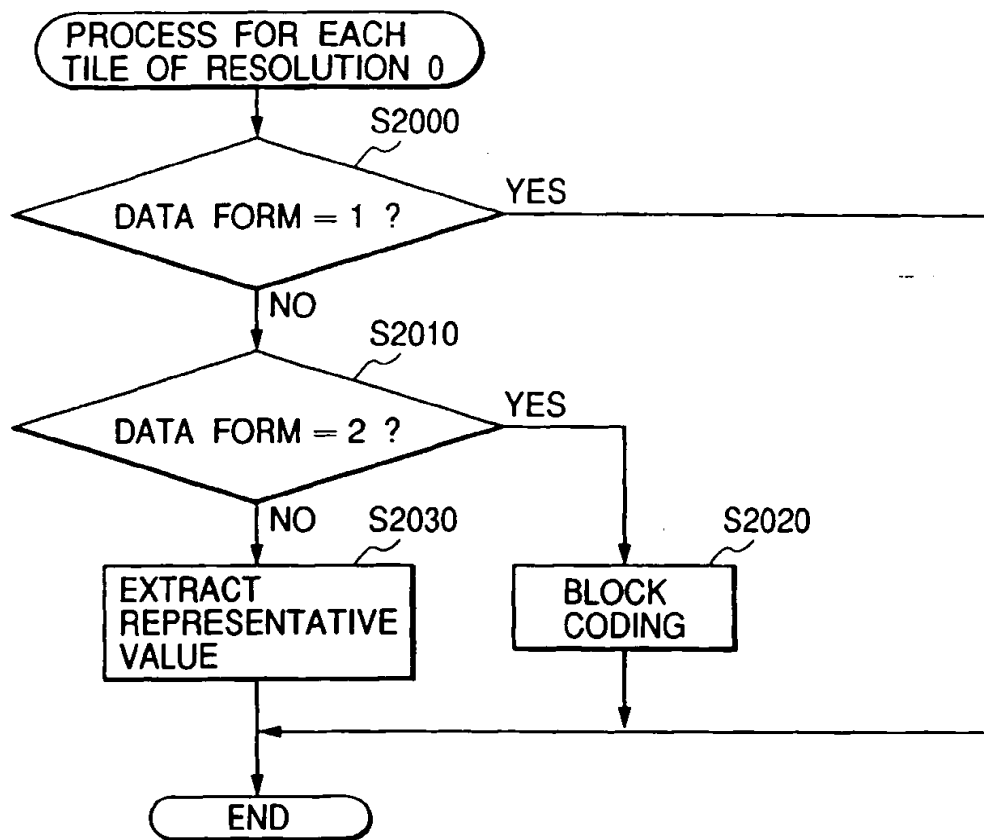 PROCESS FOR EACH
TILE OF RESOLUTION 0
S2000
DATA FORM = 1 ?
YES
NO
S2010
DATA FORM = 2 ?
YES
NO
S2030
S2020
EXTRACT
REPRESENTATIVE
VALUE
BLOCK
CODING
END